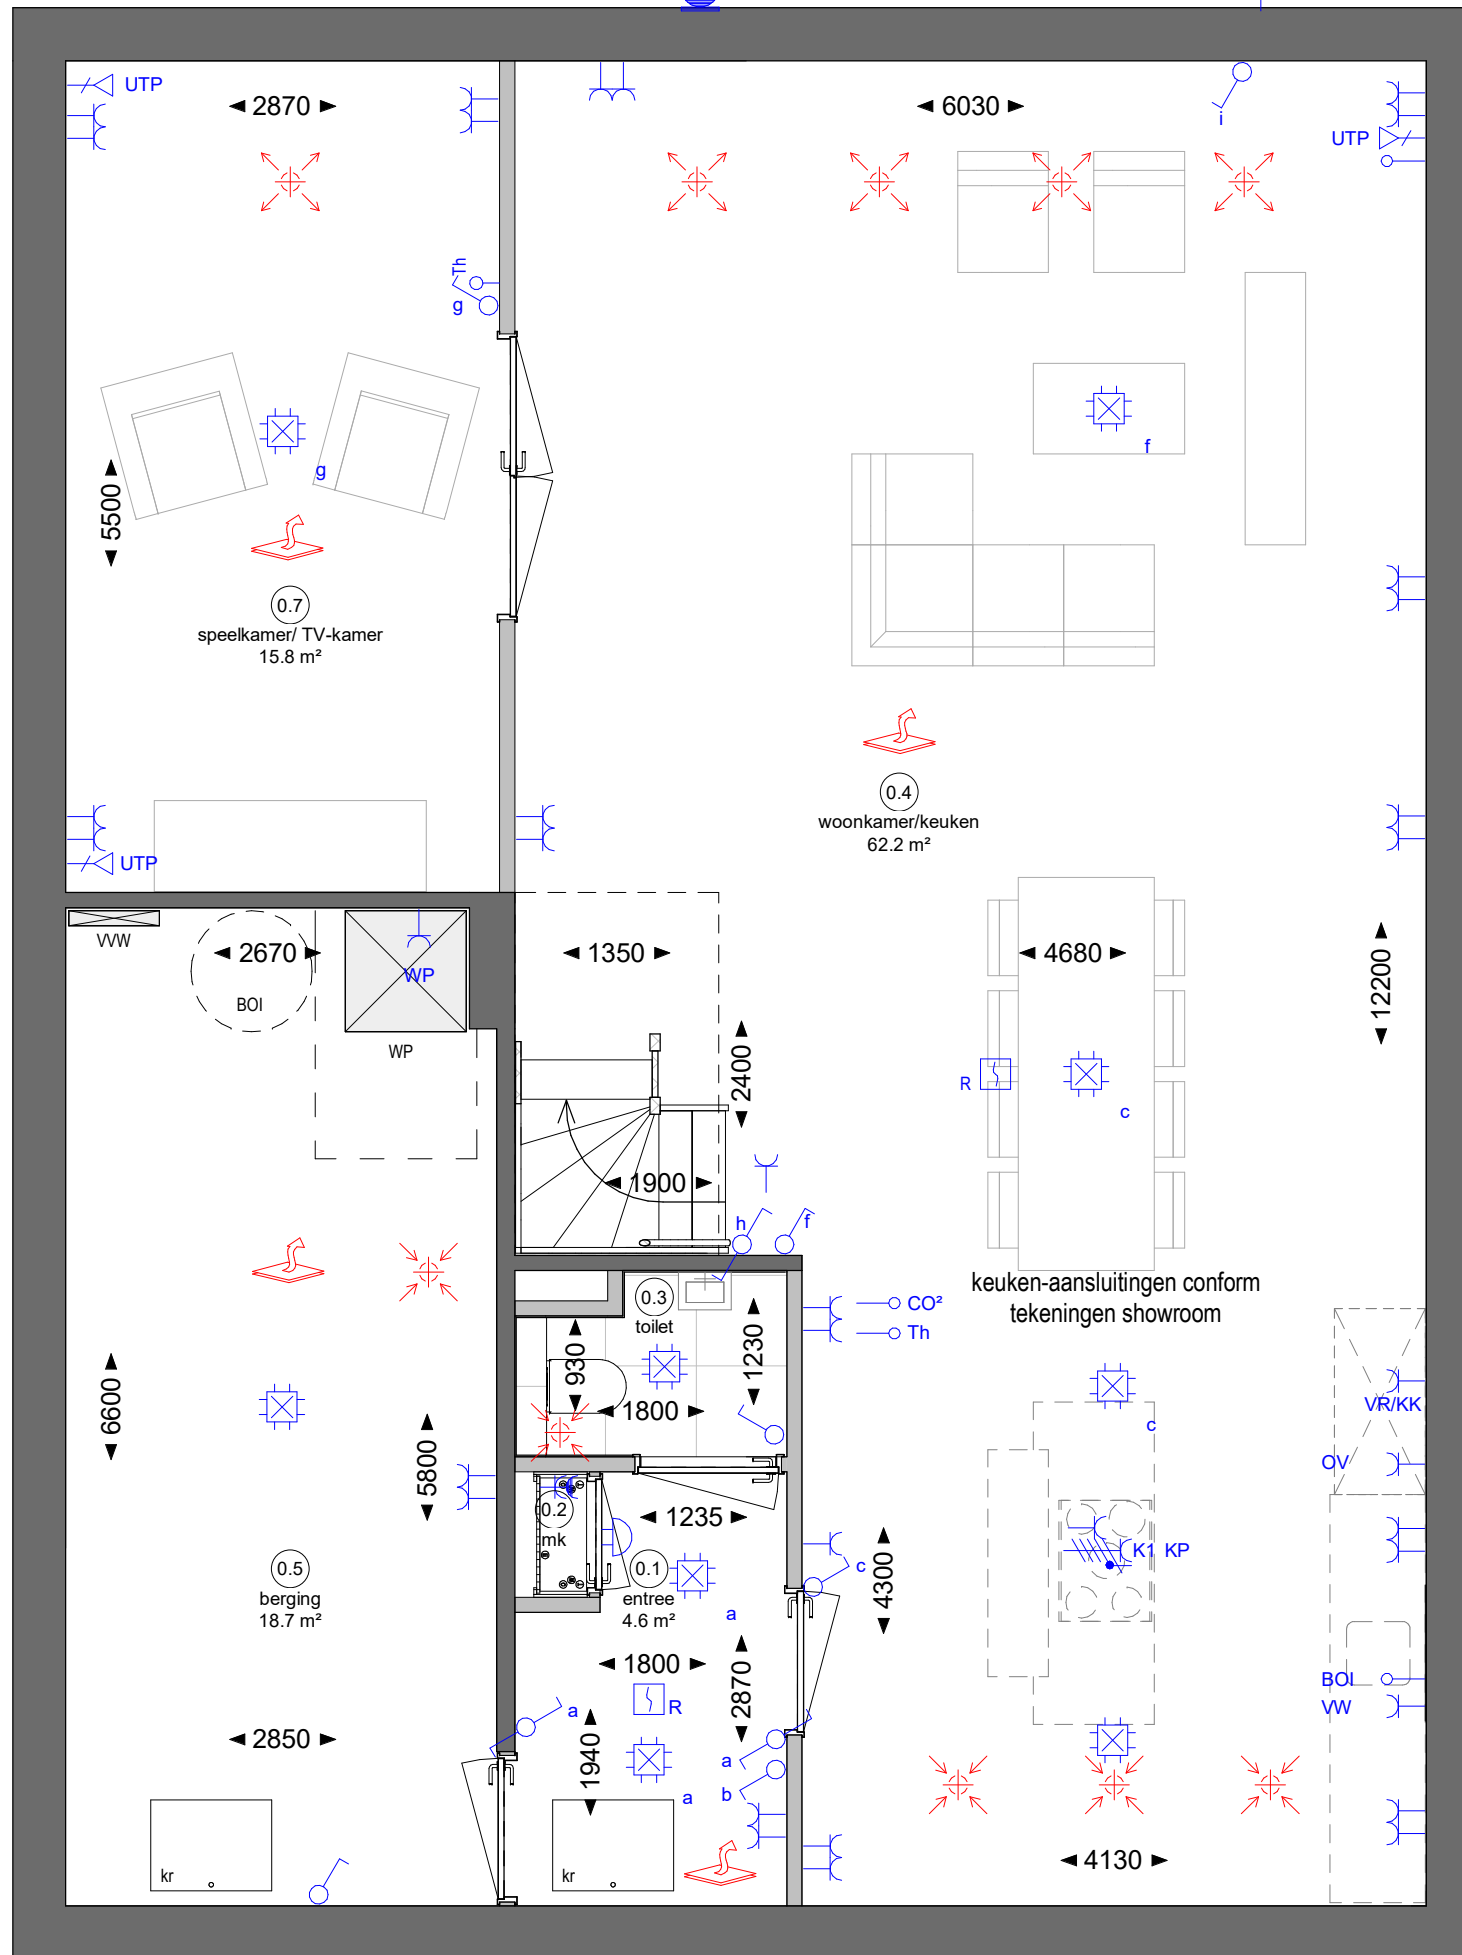 UTP
2870
6030
i
UTP
Th
g
g
f
5500
0.7
speelkamer/ TV-kamer
15.8 m²
0.4
woonkamer/keuken
62.2 m²
UTP
VVW
2670
BOI
WP
WP
1350
4680
12200
2400
R
c
1900
h
f
0.3
toilet
930
1230
1800
CO²
Th
keuken-aansluitingen conform
tekeningen showroom
VR/KK
c
OV
6600
5800
0.2
mk
1235
K1 KP
c
4300
0.5
berging
18.7 m²
0.1
entree
4.6 m²
a
1800
2870
R
BOI
VW
a
2850
1940
a
b
a
kr
kr
4130